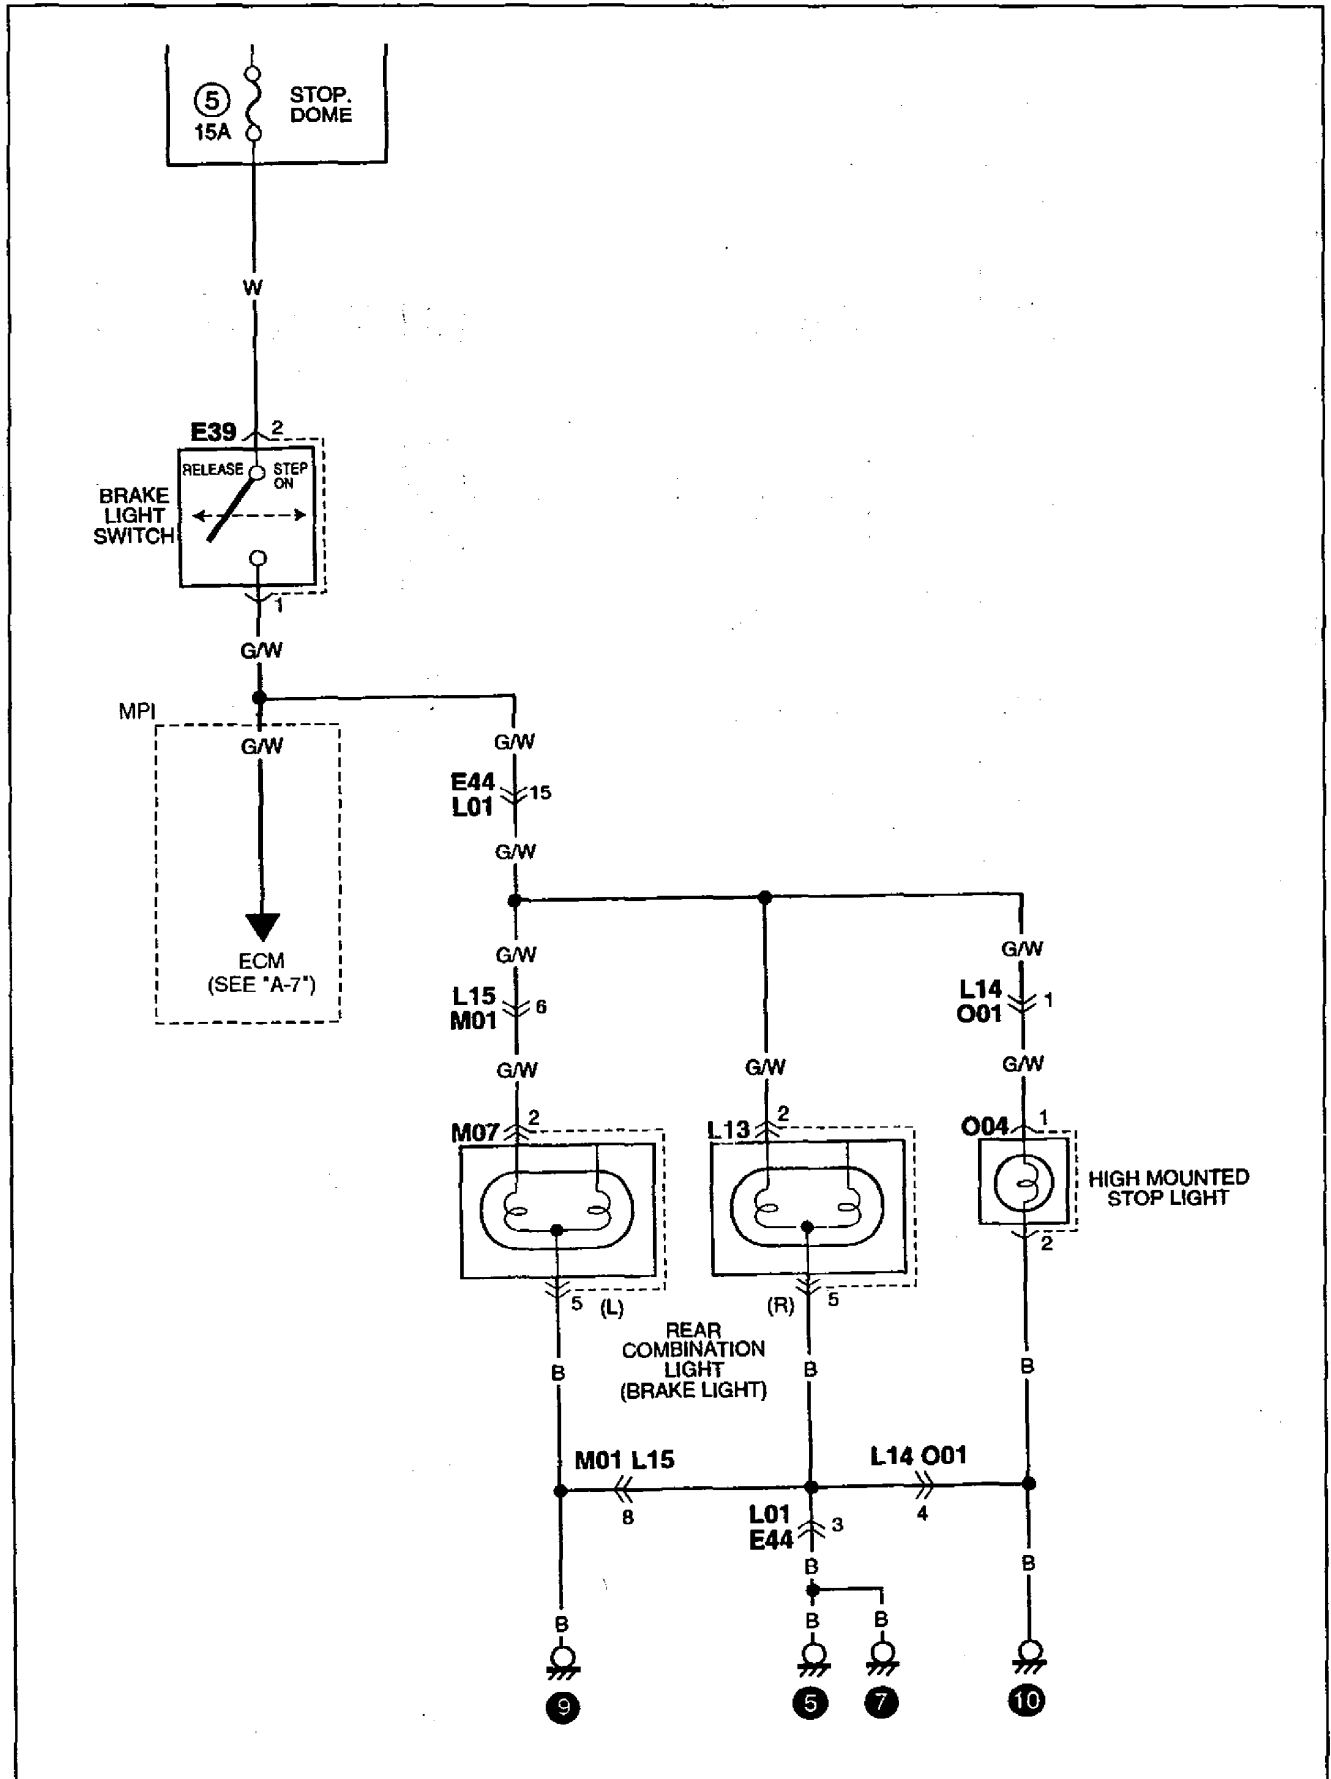 5
15A
STOP.
DOME
W
E39
2
RELEASE
STEP
ON
BRAKE
LIGHT
SWITCH
1
G/W
MPI
G/W
G/W
E44
L01
15
G/W
ECM
(SEE "A-7")
G/W
G/W
L15
M01
6
L14
O01
1
G/W
G/W
G/W
M07
2
L13
2
O04
1
HIGH MOUNTED
STOP LIGHT
2
5
(L)
(R)
5
REAR
COMBINATION
LIGHT
(BRAKE LIGHT)
B
B
B
M01 L15
8
L14 O01
4
L01
E44
3
B
B
B
B
B
9
5
7
10